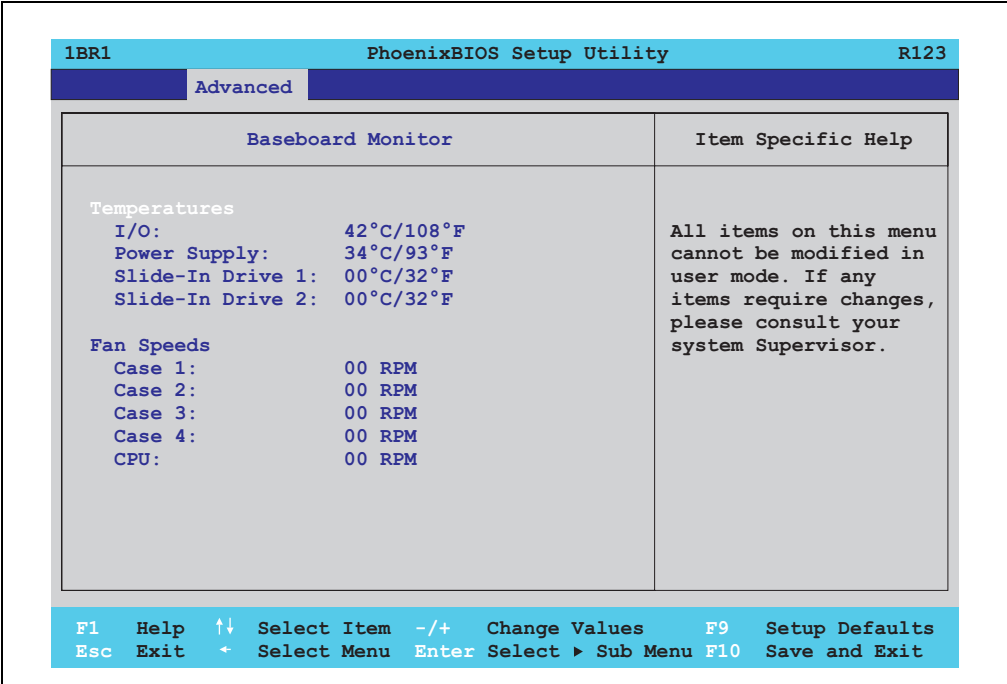 1BR1 PhoenixBIOS Setup Utility R123
Advanced
Baseboard Monitor
Temperatures
I/O: 42°C/108°F
Power Supply: 34°C/93°F
Slide-In Drive 1: 00°C/32°F
Slide-In Drive 2: 00°C/32°F
Fan Speeds
Case 1: 00 RPM
Case 2: 00 RPM
Case 3: 00 RPM
Case 4: 00 RPM
CPU: 00 RPM
Item Specific Help
All items on this menu
cannot be modified in
user mode. If any
items require changes,
please consult your
system Supervisor.
F1 Help ↑↓ Select Item -/+ Change Values F9 Setup Defaults
Esc Exit ← Select Menu Enter Select ▶ Sub Menu F10 Save and Exit